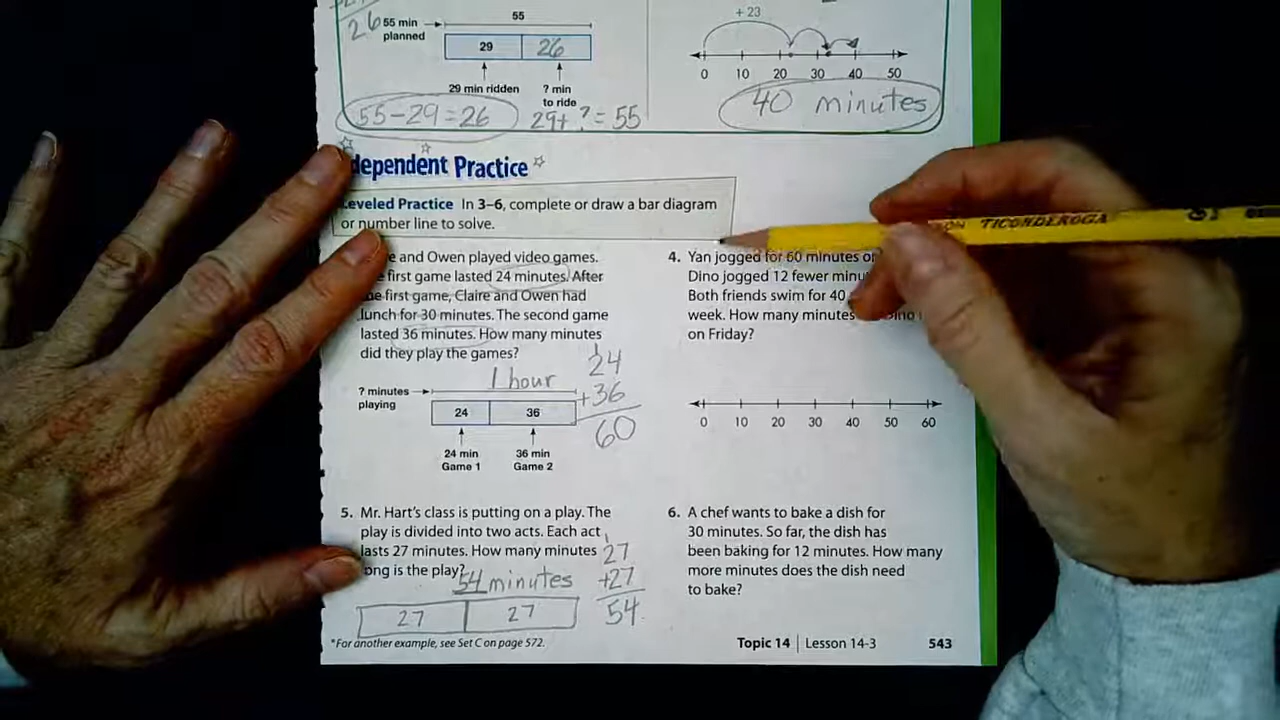 26
55 min
planned
55
29
26
29 min ridden
? min
to ride
55-29=26
29+ ? = 55
+ 23
0 10 20 30 40 50
40 minutes
dependent Practice
Leveled Practice In 3–6, complete or draw a bar diagram
or number line to solve.
e and Owen played video games.
first game lasted 24 minutes. After
the first game, Claire and Owen had
lunch for 30 minutes. The second game
lasted 36 minutes. How many minutes
did they play the games?
1 hour
? minutes
playing
24
36
24 min
Game 1
36 min
Game 2
1
24
+36
60
4. Yan jogged for 60 minutes
Dino jogged 12 fewer
Both friends swim for 40
week. How many minutes
on Friday?
0 10 20 30 40 50 60
5. Mr. Hart's class is putting on a play. The
play is divided into two acts. Each act
lasts 27 minutes. How many minutes
ong is the play?
54 minutes
27
27
1
27
+27
54
6. A chef wants to bake a dish for
30 minutes. So far, the dish has
been baking for 12 minutes. How many
more minutes does the dish need
to bake?
*For another example, see Set C on page 572.
Topic 14 | Lesson 14-3
543
TICONDEROGA